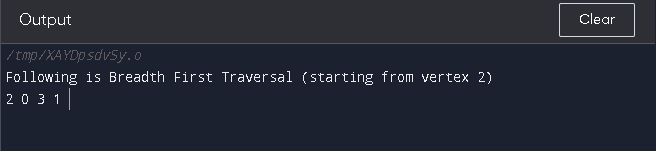 Output
Clear
/tmp/XAYDpsdvSy.o
Following is Breadth First Traversal (starting from vertex 2)
2 0 3 1